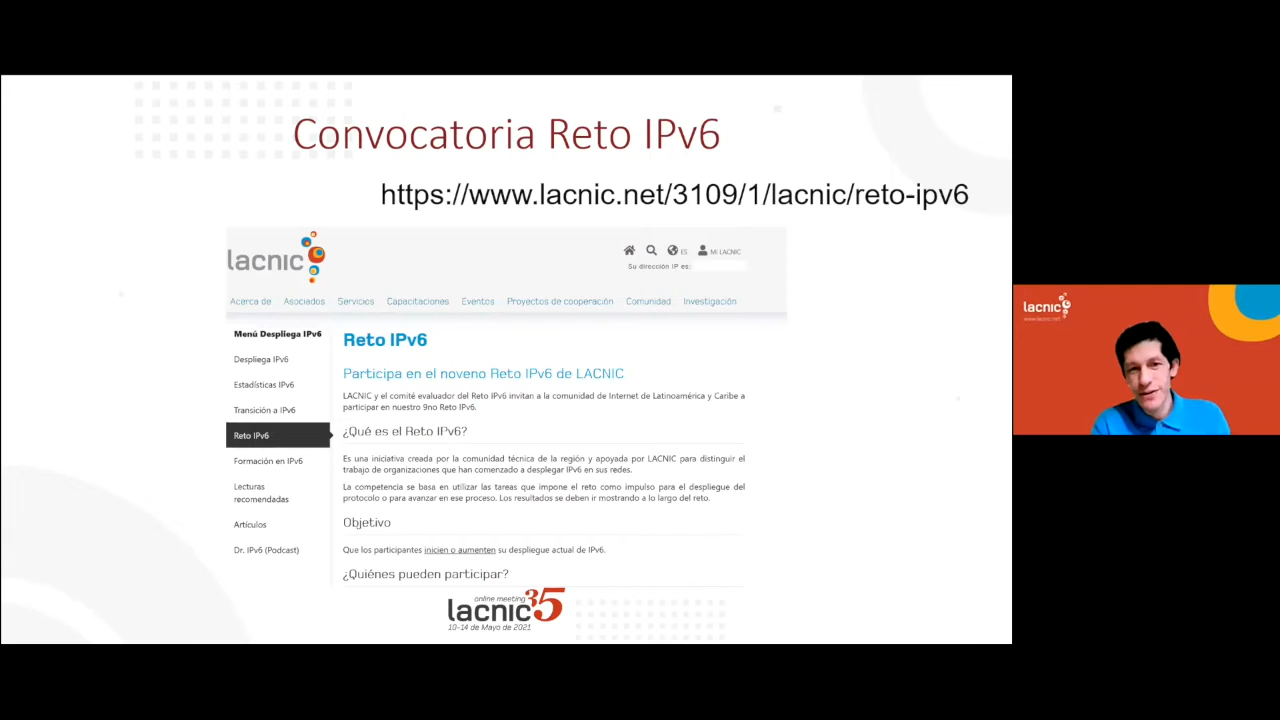 Convocatoria Reto IPv6
https://www.lacnic.net/3109/1/lacnic/reto-ipv6
lacnic
ES MI LACNIC
Su dirección IP es:
Acerca de Asociados Servicios Capacitaciones Eventos Proyectos de cooperación Comunidad Investigación
Menú Despliega IPv6
Despliega IPv6
Estadísticas IPv6
Transición a IPv6
Reto IPv6
Formación en IPv6
Lecturas
recomendadas
Artículos
Dr. IPv6 (Podcast)
Reto IPv6
Participa en el noveno Reto IPv6 de LACNIC
LACNIC y el comité evaluador del Reto IPv6 invitan a la comunidad de Internet de Latinoamérica y Caribe a
participar en nuestro 9no Reto IPv6.
¿Qué es el Reto IPv6?
Es una iniciativa creada por la comunidad técnica de la región y apoyada por LACNIC para distinguir el
trabajo de organizaciones que han comenzado a desplegar IPv6 en sus redes.
La competencia se basa en utilizar las tareas que impone el reto como impulso para el despliegue del
protocolo o para avanzar en ese proceso. Los resultados se deben ir mostrando a lo largo del reto.
Objetivo
Que los participantes inicien o aumenten su despliegue actual de IPv6.
¿Quiénes pueden participar?
online meeting
lacnic35
10-14 de Mayo de 2021
lacnic
www.lacnic.net